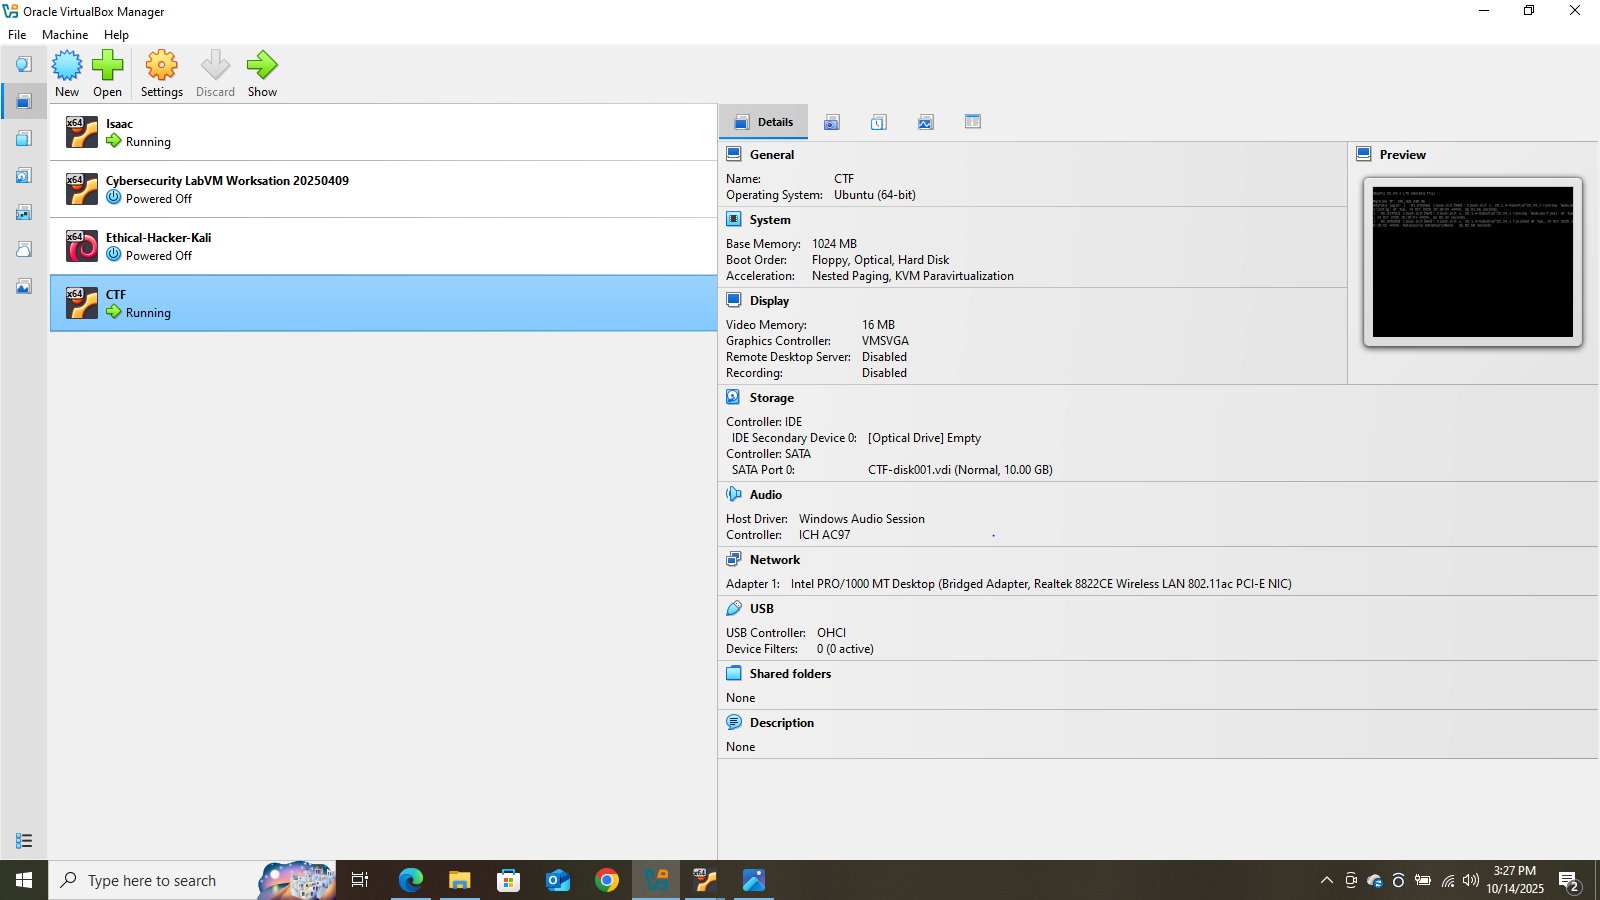 Oracle VirtualBox Manager
File Machine Help
New Open Settings Discard Show
x64 Isaac
Running
x64 Cybersecurity LabVM Worksation 20250409
Powered Off
x64 Ethical-Hacker-Kali
Powered Off
x64 CTF
Running
Details
General
Name: CTF
Operating System: Ubuntu (64-bit)
System
Base Memory: 1024 MB
Boot Order: Floppy, Optical, Hard Disk
Acceleration: Nested Paging, KVM Paravirtualization
Display
Video Memory: 16 MB
Graphics Controller: VMSVGA
Remote Desktop Server: Disabled
Recording: Disabled
Preview
Storage
Controller: IDE
IDE Secondary Device 0: [Optical Drive] Empty
Controller: SATA
SATA Port 0: CTF-disk001.vdi (Normal, 10.00 GB)
Audio
Host Driver: Windows Audio Session
Controller: ICH AC97
Network
Adapter 1: Intel PRO/1000 MT Desktop (Bridged Adapter, Realtek 8822CE Wireless LAN 802.11ac PCI-E NIC)
USB
USB Controller: OHCI
Device Filters: 0 (0 active)
Shared folders
None
Description
None
Type here to search
x64
3:27 PM
10/14/2025
2